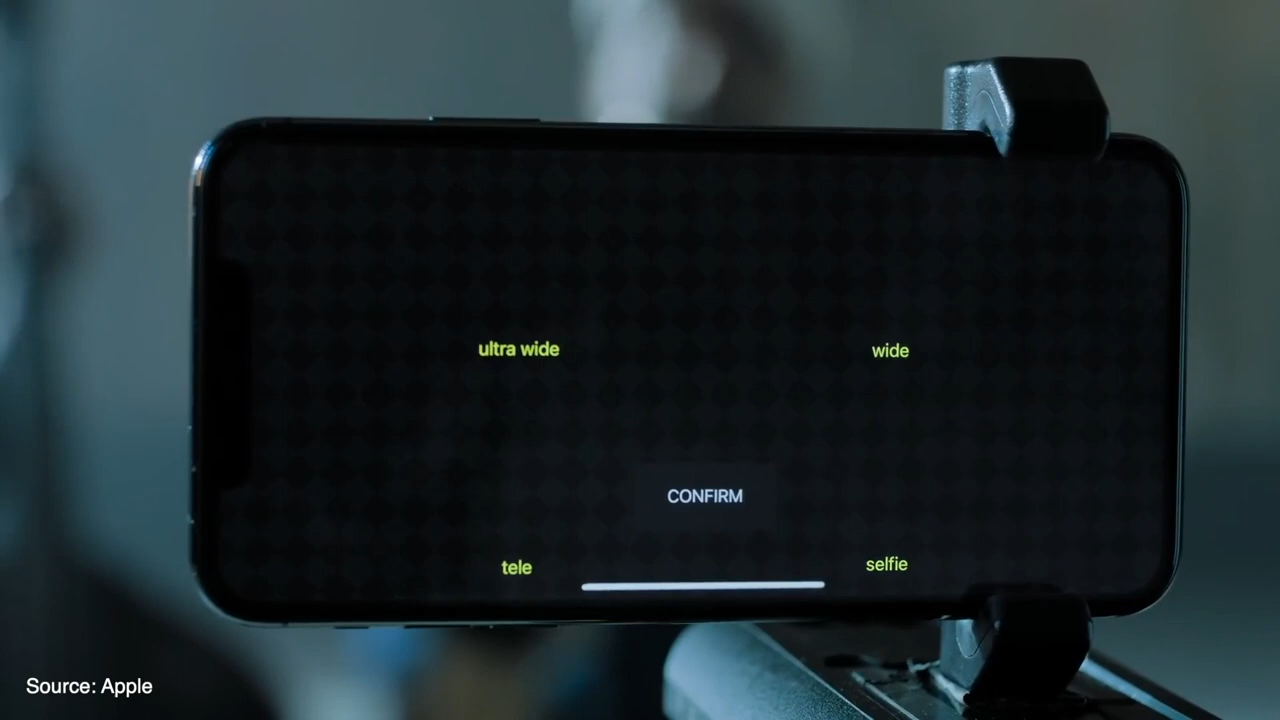 ultra wide
wide
CONFIRM
tele
selfie
Source: Apple